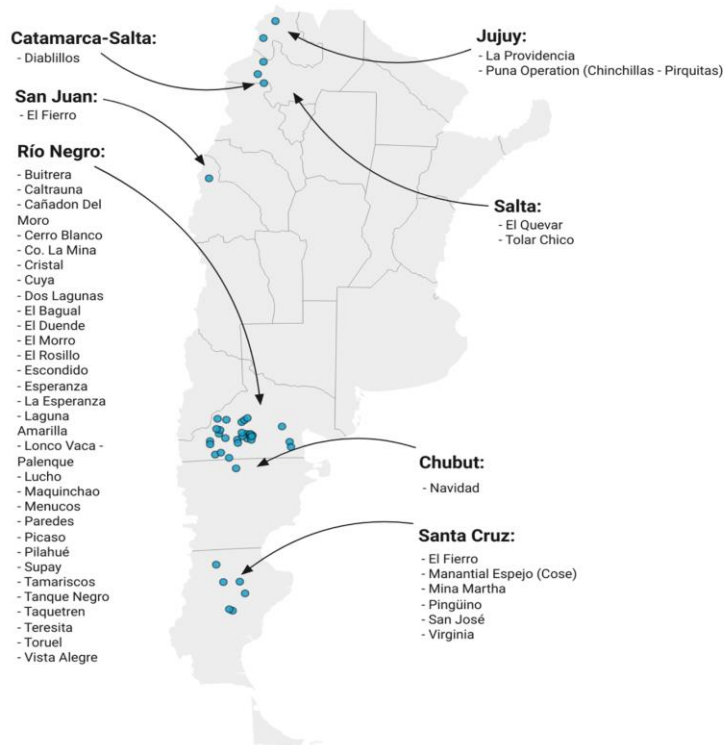 Catamarca-Salta:
- Diablillos
San Juan:
- El Fierro
Río Negro:
- Buitrera
- Caltrauna
- Cañadon Del
Moro
- Cerro Blanco
- Co. La Mina
- Cristal
- Cuya
- Dos Lagunas
- El Bagual
- El Duende
- El Morro
- El Rosillo
- Escondido
- Esperanza
- La Esperanza
- Laguna
Amarilla
- Lonco Vaca -
Palenque
- Lucho
- Maquinchao
- Menucos
- Paredes
- Picaso
- Pilahué
- Supay
- Tamariscos
- Tanque Negro
- Taquetren
- Teresita
- Toruel
- Vista Alegre
Jujuy:
- La Providencia
- Puna Operation (Chinchillas - Pirquitas)
Salta:
- El Quevar
- Tolar Chico
Chubut:
- Navidad
Santa Cruz:
- El Fierro
- Manantial Espejo (Cose)
- Mina Martha
- Pingüino
- San José
- Virginia